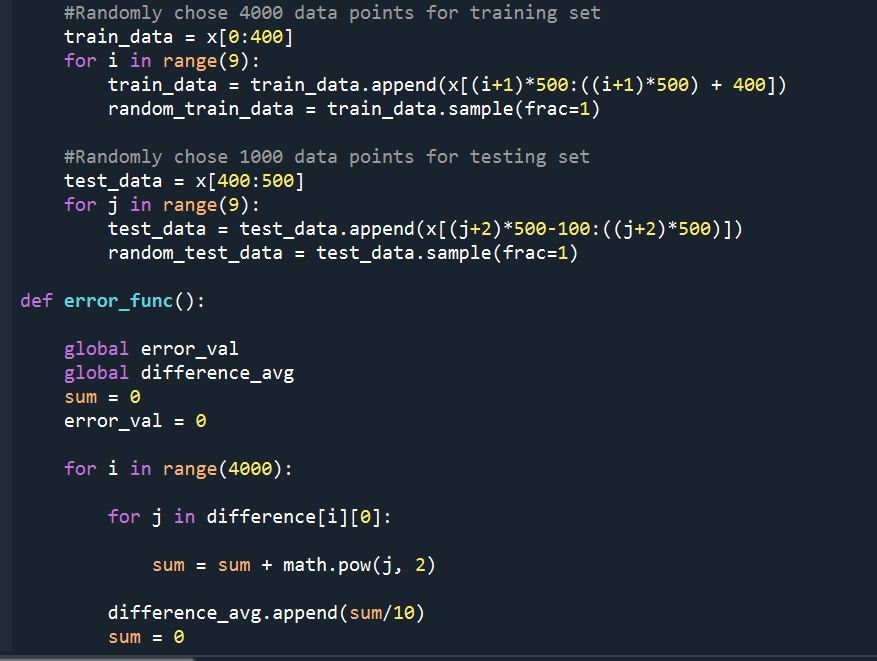 #Randomly chose 4000 data points for training set
train_data = x[0:400]
for i in range(9):
train_data = train_data.append(x[(i+1)*500:((i+1)*500) + 400])
random_train_data = train_data.sample(frac=1)
#Randomly chose 1000 data points for testing set
test_data = x[400:500]
for j in range(9):
test_data = test_data.append(x[(j+2)*500-100:((j+2)*500)])
random_test_data = test_data.sample(frac=1)
def error_func():
global error_val
global difference_avg
sum = 0
error_val = 0
for i in range(4000):
for j in difference[i][0]:
sum = sum + math.pow(j, 2)
difference_avg.append(sum/10)
sum = 0